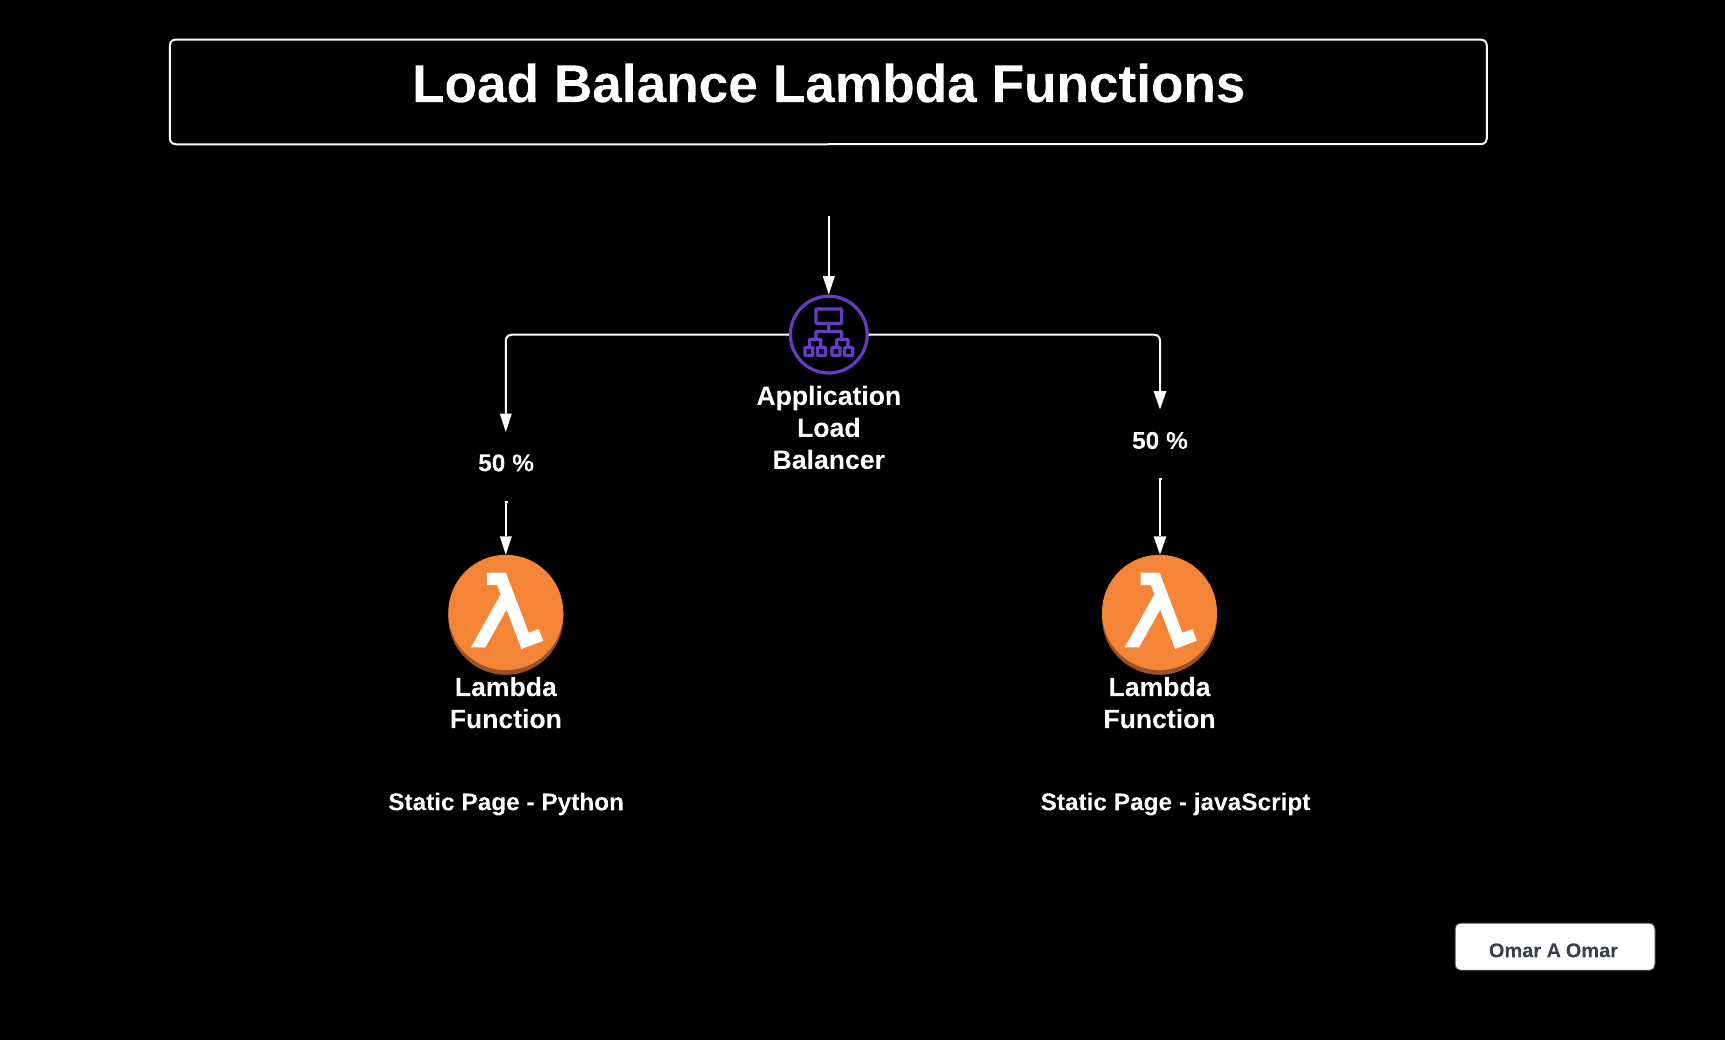 Load Balance Lambda Functions
Application
Load
Balancer
50 %
50 %
Lambda
Function
Lambda
Function
Static Page - Python
Static Page - javaScript
Omar A Omar